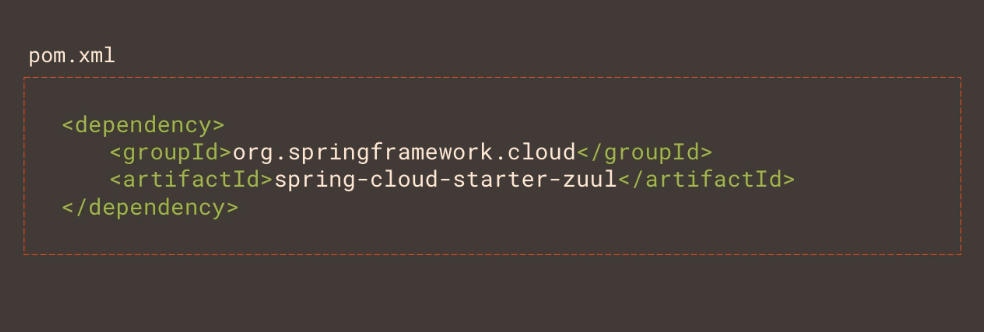 pom.xml
<dependency>
    <groupId>org.springframework.cloud</groupId>
    <artifactId>spring-cloud-starter-zuul</artifactId>
</dependency>